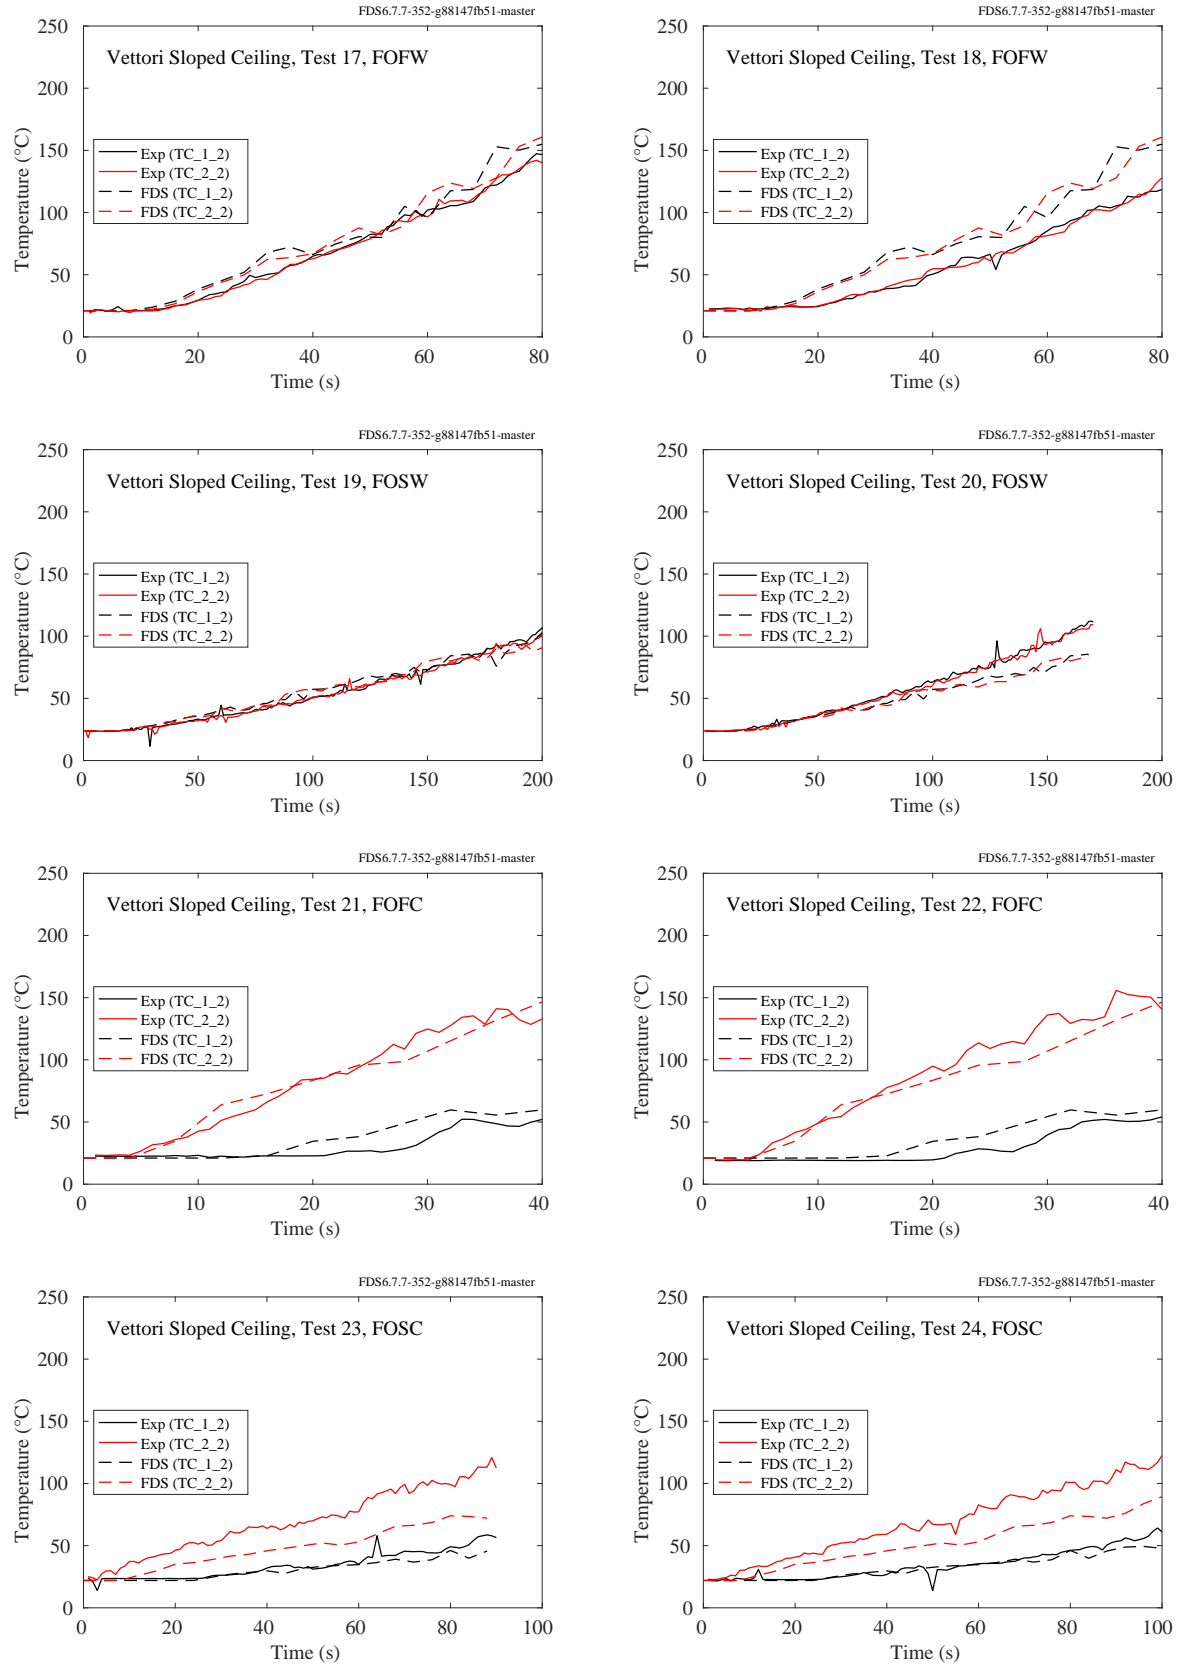 FDS6.7.7-352-g88147fb51-master
250
200
150
100
50
0
Temperature (°C)
Vettori Sloped Ceiling, Test 17, FOFW
Exp (TC_1_2)
Exp (TC_2_2)
FDS (TC_1_2)
FDS (TC_2_2)
0 20 40 60 80
Time (s)
FDS6.7.7-352-g88147fb51-master
250
200
150
100
50
0
Temperature (°C)
Vettori Sloped Ceiling, Test 18, FOFW
Exp (TC_1_2)
Exp (TC_2_2)
FDS (TC_1_2)
FDS (TC_2_2)
0 20 40 60 80
Time (s)
FDS6.7.7-352-g88147fb51-master
250
200
150
100
50
0
Temperature (°C)
Vettori Sloped Ceiling, Test 19, FOSW
Exp (TC_1_2)
Exp (TC_2_2)
FDS (TC_1_2)
FDS (TC_2_2)
0 50 100 150 200
Time (s)
FDS6.7.7-352-g88147fb51-master
250
200
150
100
50
0
Temperature (°C)
Vettori Sloped Ceiling, Test 20, FOSW
Exp (TC_1_2)
Exp (TC_2_2)
FDS (TC_1_2)
FDS (TC_2_2)
0 50 100 150 200
Time (s)
FDS6.7.7-352-g88147fb51-master
250
200
150
100
50
0
Temperature (°C)
Vettori Sloped Ceiling, Test 21, FOFC
Exp (TC_1_2)
Exp (TC_2_2)
FDS (TC_1_2)
FDS (TC_2_2)
0 10 20 30 40
Time (s)
FDS6.7.7-352-g88147fb51-master
250
200
150
100
50
0
Temperature (°C)
Vettori Sloped Ceiling, Test 22, FOFC
Exp (TC_1_2)
Exp (TC_2_2)
FDS (TC_1_2)
FDS (TC_2_2)
0 10 20 30 40
Time (s)
FDS6.7.7-352-g88147fb51-master
250
200
150
100
50
0
Temperature (°C)
Vettori Sloped Ceiling, Test 23, FOSC
Exp (TC_1_2)
Exp (TC_2_2)
FDS (TC_1_2)
FDS (TC_2_2)
0 20 40 60 80 100
Time (s)
FDS6.7.7-352-g88147fb51-master
250
200
150
100
50
0
Temperature (°C)
Vettori Sloped Ceiling, Test 24, FOSC
Exp (TC_1_2)
Exp (TC_2_2)
FDS (TC_1_2)
FDS (TC_2_2)
0 20 40 60 80 100
Time (s)